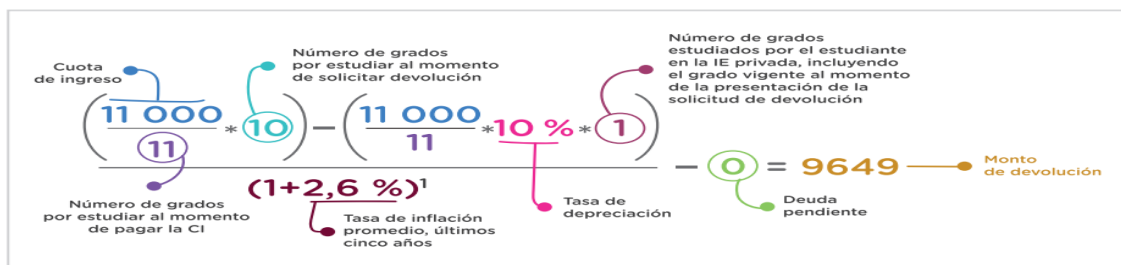 Cuota
de ingreso
Número de grados
por estudiar al momento
de solicitar devolución
Número de grados
estudiados por el estudiante
en la IE privada, incluyendo
el grado vigente al momento
de la presentación de la
solicitud de devolución
(11 000 / 11 * 10) − (11 000 / 11 * 10 % * 1)
(1+2,6 %)¹
− 0 = 9649
Monto
de devolución
Número de grados
por estudiar al momento
de pagar la CI
Tasa de inflación
promedio, últimos
cinco años
Tasa de
depreciación
Deuda
pendiente